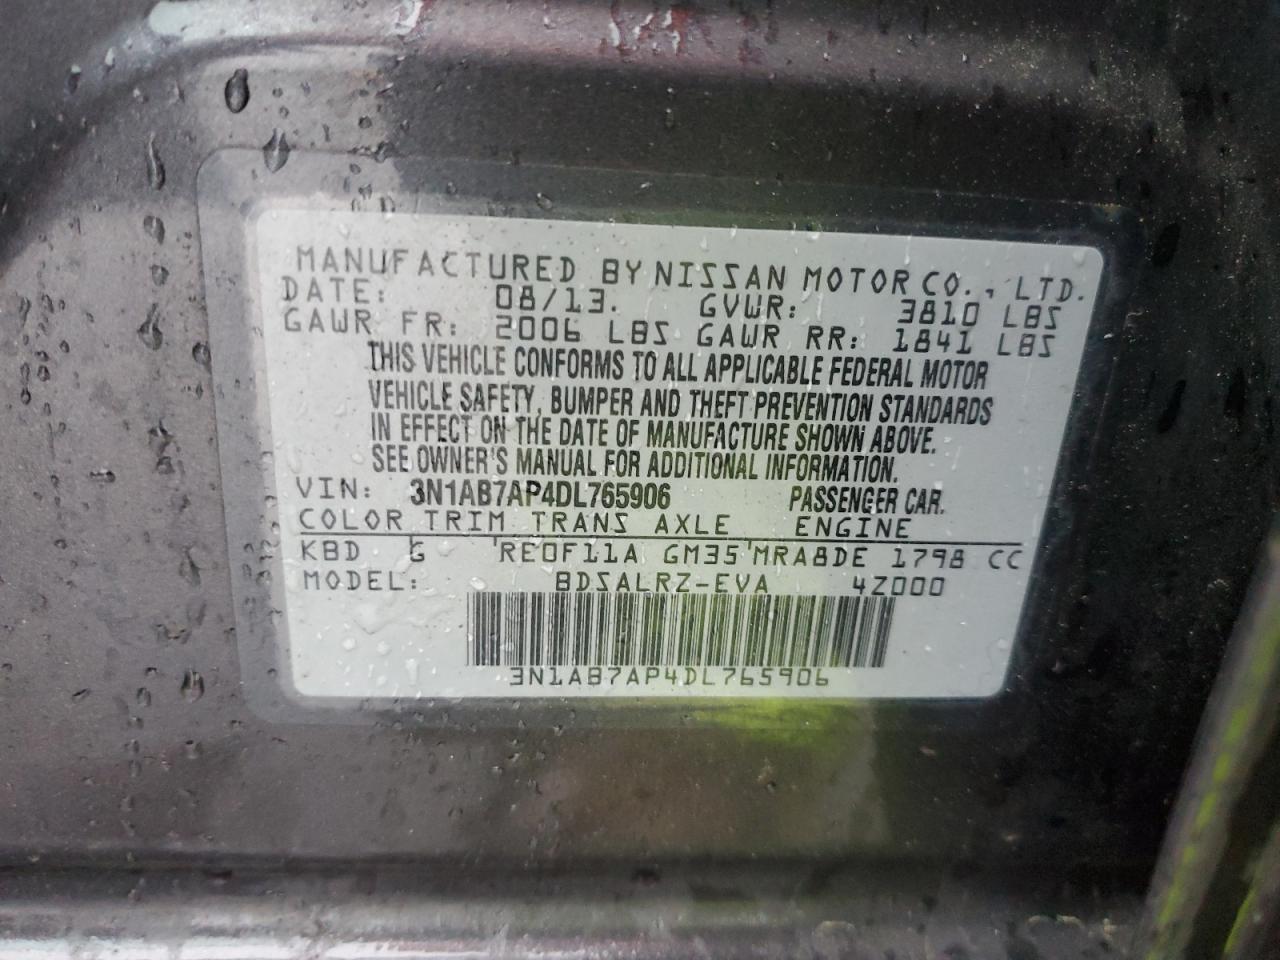 MANUFACTURED BY NISSAN MOTOR CO., LTD.
DATE: 08/13. GVWR: 3810 LBS
GAWR FR: 2006 LBS GAWR RR: 1841 LBS
THIS VEHICLE CONFORMS TO ALL APPLICABLE FEDERAL MOTOR
VEHICLE SAFETY, BUMPER AND THEFT PREVENTION STANDARDS
IN EFFECT ON THE DATE OF MANUFACTURE SHOWN ABOVE.
SEE OWNER'S MANUAL FOR ADDITIONAL INFORMATION.
VIN: 3N1AB7AP4DL765906 PASSENGER CAR.
COLOR TRIM TRANS AXLE ENGINE
KBD G RE0F11A GM35 MRA8DE 1798 CC
MODEL: BDSALRZ-EVA 4Z000
3N1AB7AP4DL765906